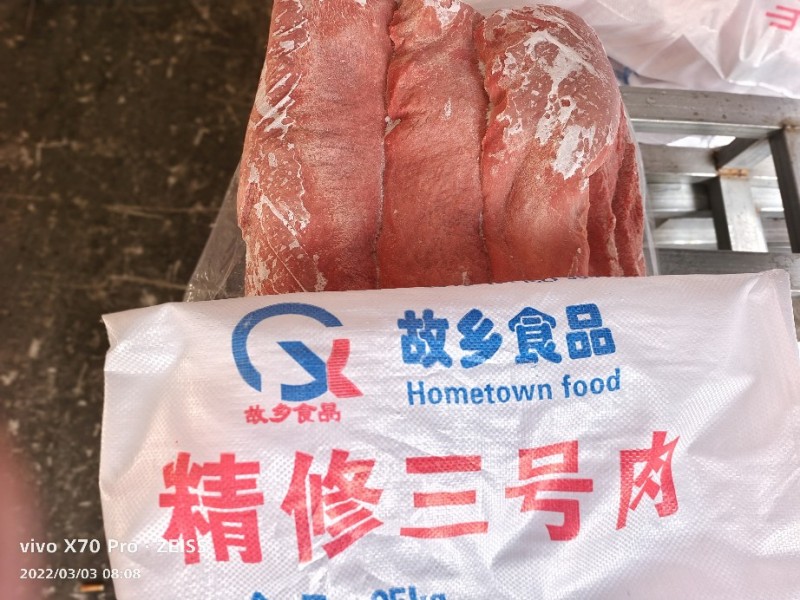 故乡食品
Hometown food
故乡食品
精修三号肉
25kg
vivo X70 Pro · ZEISS
2022/03/03 08:08